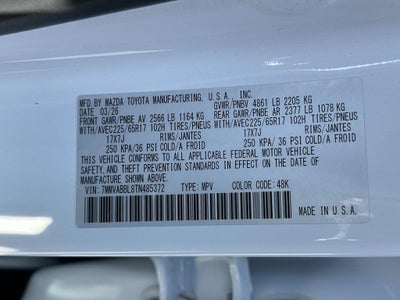 MFD. BY MAZDA TOYOTA MANUFACTURING, U.S.A., INC.
DATE: 03/26 GVWR/PNBV 4861 LB 2205 KG
FRONT GAWR/PNBE AV 2566 LB 1164 KG REAR GAWR/PNBE AR 2377 LB 1078 KG
WITH/AVEC225/65R17 102H TIRES/PNEUS WITH/AVEC225/65R17 102H TIRES/PNEUS
17X7J RIMS/JANTES 17X7J RIMS/JANTES
250 KPA/36 PSI COLD/A FROID 250 KPA/ 36 PSI COLD/A FROID
THIS VEHICLE CONFORMS TO ALL APPLICABLE FEDERAL MOTOR VEHICLE
SAFETY, AND THEFT PREVENTION STANDARDS IN EFFECT ON THE DATE OF
MANUFACTURE SHOWN ABOVE.
VIN: 7MMVABBL8TN485372 TYPE: MPV COLOR CODE: 48K
MADE IN U.S.A.